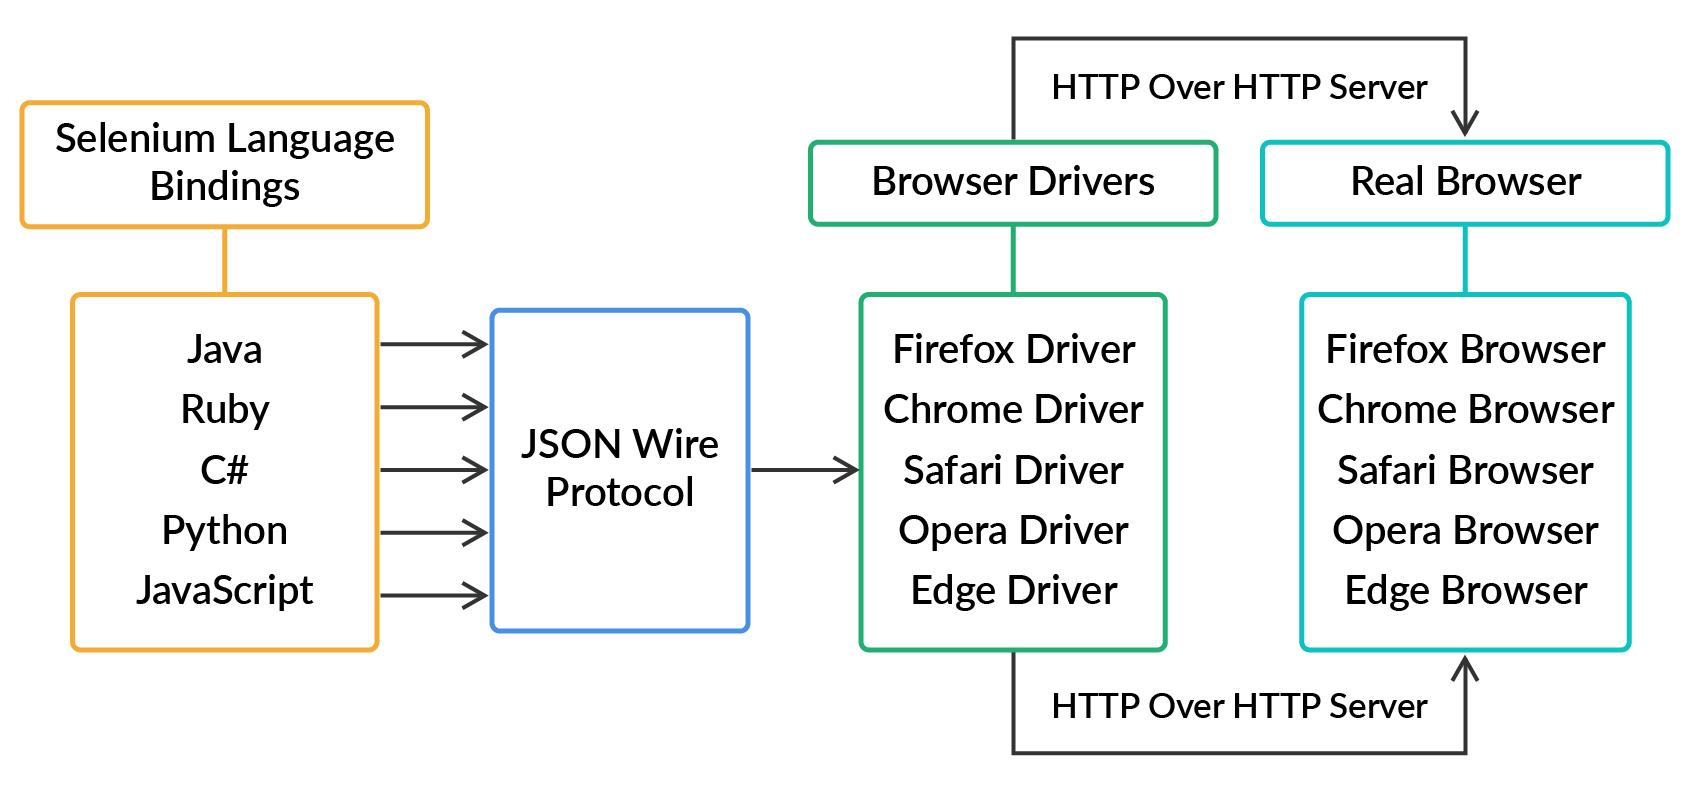 HTTP Over HTTP Server
Selenium Language
Bindings
Browser Drivers
Real Browser
Java
Ruby
C#
Python
JavaScript
JSON Wire
Protocol
Firefox Driver
Chrome Driver
Safari Driver
Opera Driver
Edge Driver
Firefox Browser
Chrome Browser
Safari Browser
Opera Browser
Edge Browser
HTTP Over HTTP Server